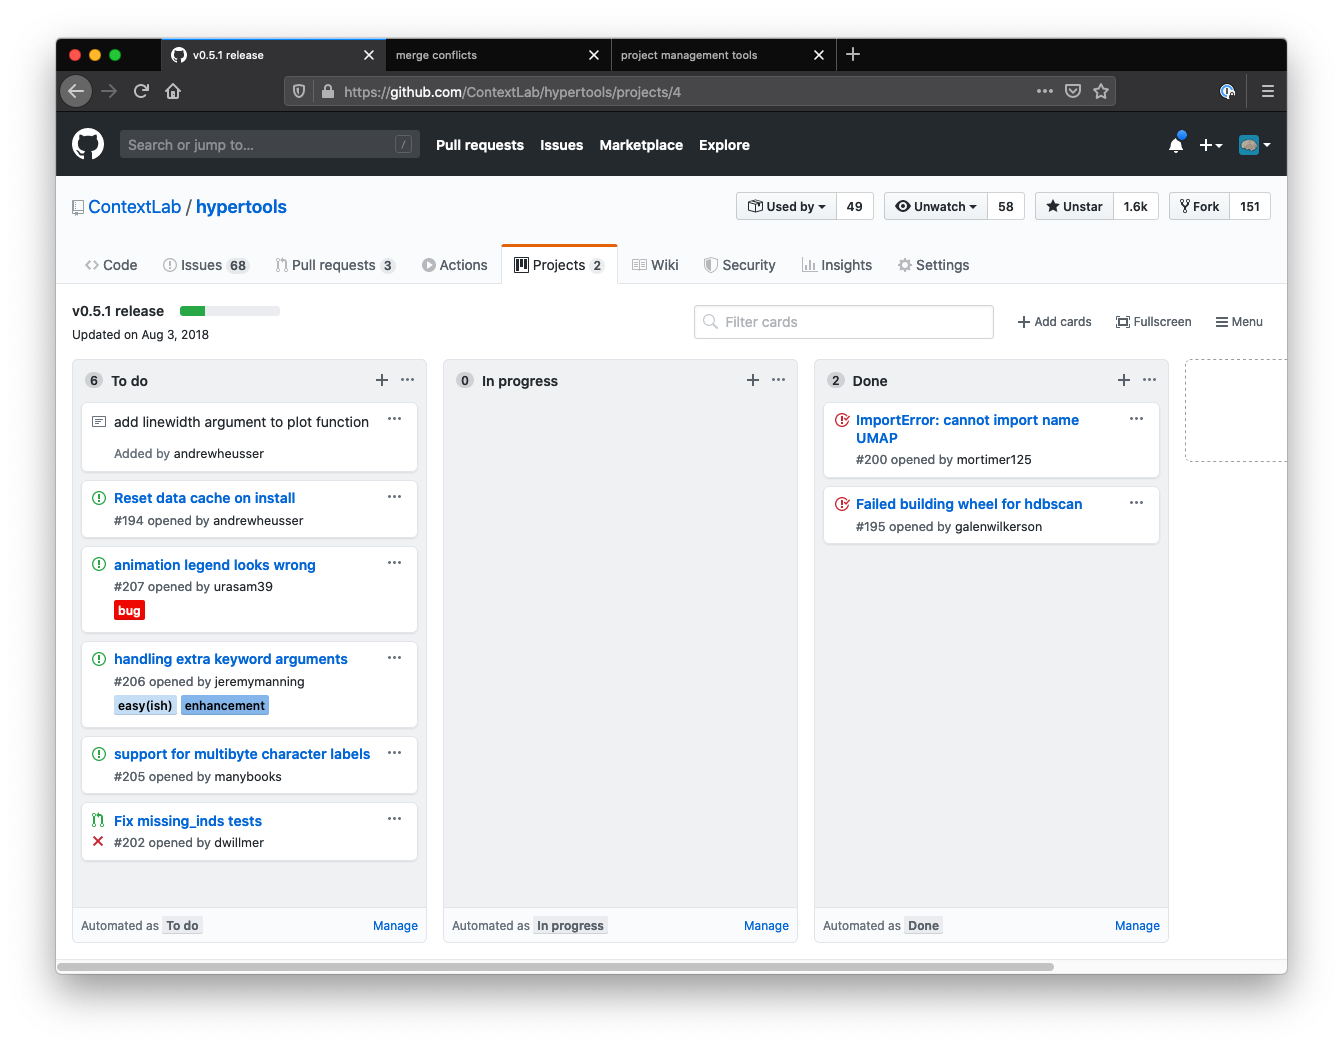 v0.5.1 release
merge conflicts
project management tools
https://github.com/ContextLab/hypertools/projects/4
Search or jump to...
/
Pull requests Issues Marketplace Explore
ContextLab / hypertools
Used by 49
Unwatch 58
Unstar 1.6k
Fork 151
Code
Issues 68
Pull requests 3
Actions
Projects 2
Wiki
Security
Insights
Settings
v0.5.1 release
Updated on Aug 3, 2018
Filter cards
Add cards
Fullscreen
Menu
6 To do
add linewidth argument to plot function
Added by andrewheusser
Reset data cache on install
#194 opened by andrewheusser
animation legend looks wrong
#207 opened by urasam39
bug
handling extra keyword arguments
#206 opened by jeremymanning
easy(ish) enhancement
support for multibyte character labels
#205 opened by manybooks
Fix missing_inds tests
#202 opened by dwillmer
Automated as To do Manage
0 In progress
Automated as In progress Manage
2 Done
ImportError: cannot import name
UMAP
#200 opened by mortimer125
Failed building wheel for hdbscan
#195 opened by galenwilkerson
Automated as Done Manage